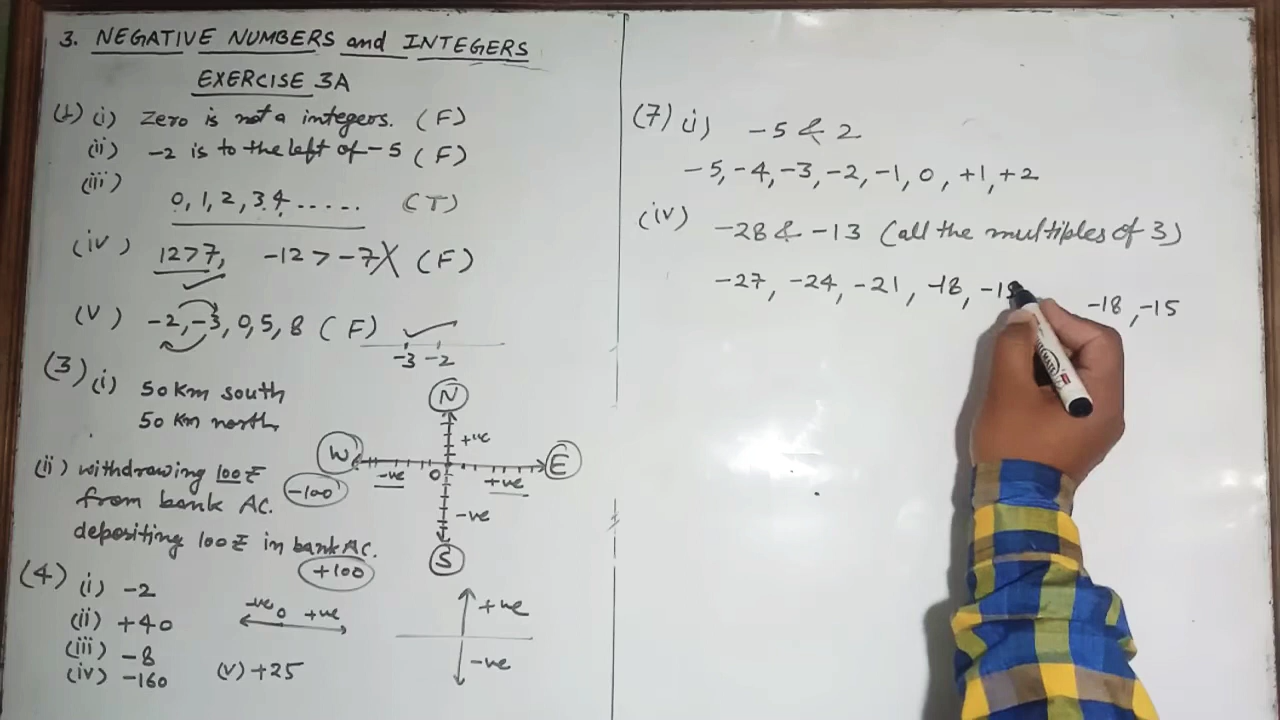 3. NEGATIVE NUMBERS and INTEGERS
EXERCISE 3A
(1) (i) Zero is not a integers. (F)
(ii) -2 is to the left of -5 (F)
(iii) 0, 1, 2, 3 4 ...... (T)
(iv) 12>7, -12 > -7 X (F)
(v) -2, -3, 0, 5, 8 (F)
-3 -2
(3) (i) 50 km south
50 km north
(ii) withdrawing 100₹
from bank AC. -100
depositing 100₹ in bank AC.
+100
N
+ve
W E
-ve 0 +ve
-ve
S
(4) (i) -2
(ii) +40
(iii) -8
(iv) -160 (v) +25
-ve 0 +ve
+ve
-ve
(7) (i) -5 & 2
-5, -4, -3, -2, -1, 0, +1, +2
(iv) -28 & -13 (all the multiples of 3)
-27, -24, -21, -18, -1
-18, -15